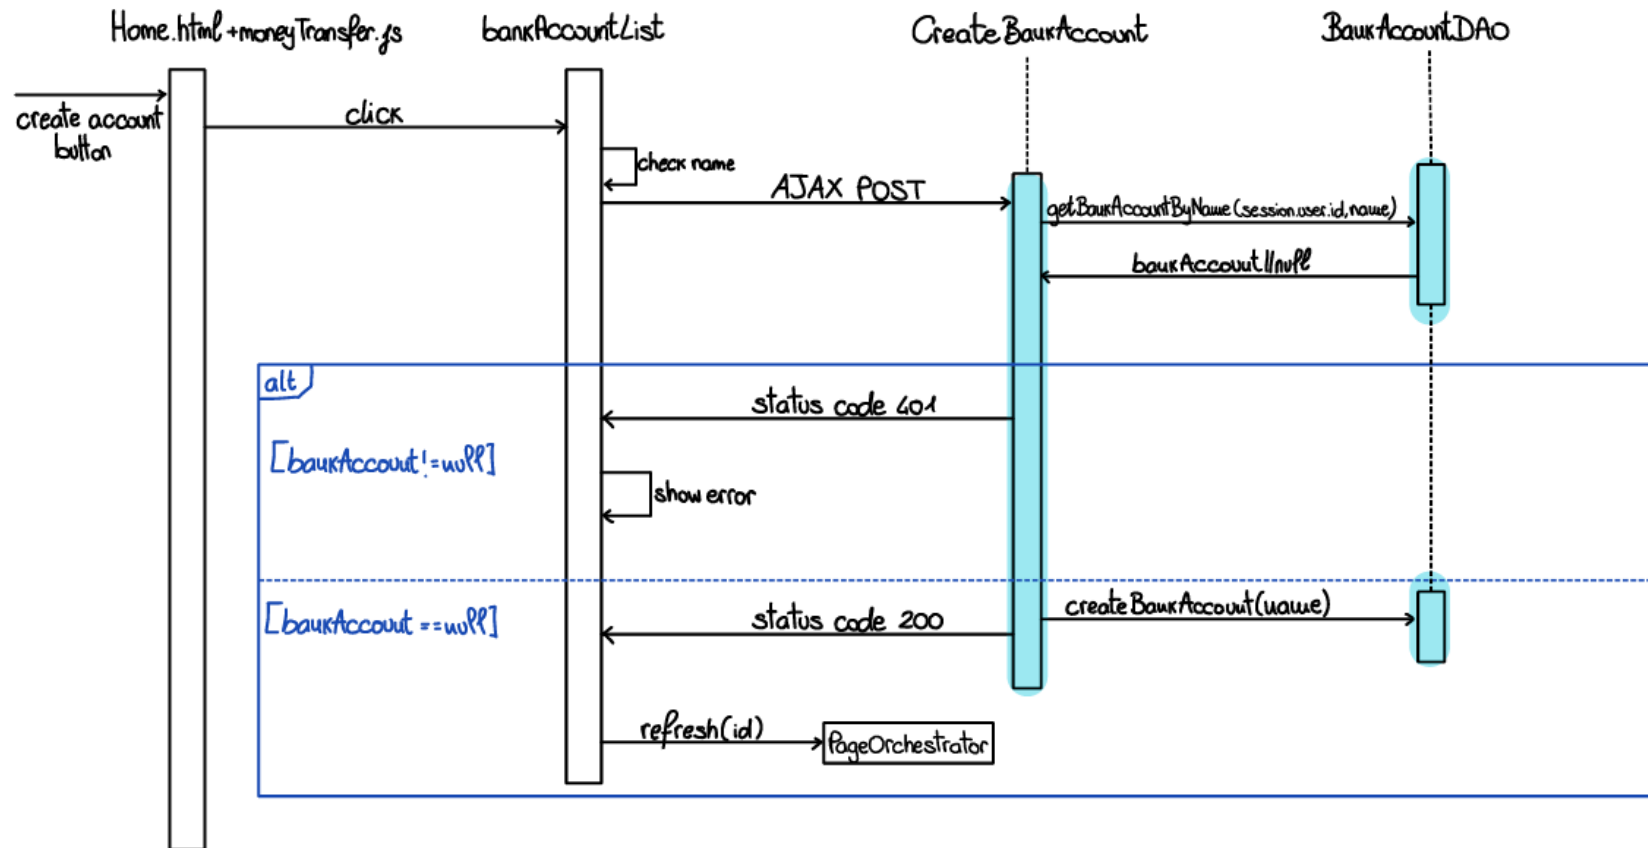 Home.html+moneyTransfer.js
bankAccountList
CreateBankAccount
BankAccountDAO
create account
button
click
check name
AJAX POST
getBankAccountByName(session.user.id,name)
bankAccount||null
alt
status code 401
[bankAccount!=null]
show error
[bankAccount==null]
status code 200
createBankAccount(name)
refresh(id)
PageOrchestrator